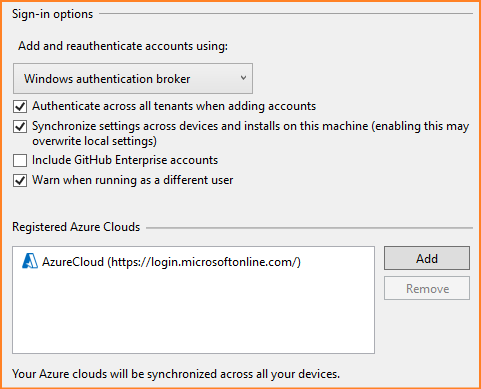 Sign-in options
Add and reauthenticate accounts using:
Windows authentication broker
Authenticate across all tenants when adding accounts
Synchronize settings across devices and installs on this machine (enabling this may
overwrite local settings)
Include GitHub Enterprise accounts
Warn when running as a different user
Registered Azure Clouds
AzureCloud (https://login.microsoftonline.com/)
Add
Remove
Your Azure clouds will be synchronized across all your devices.